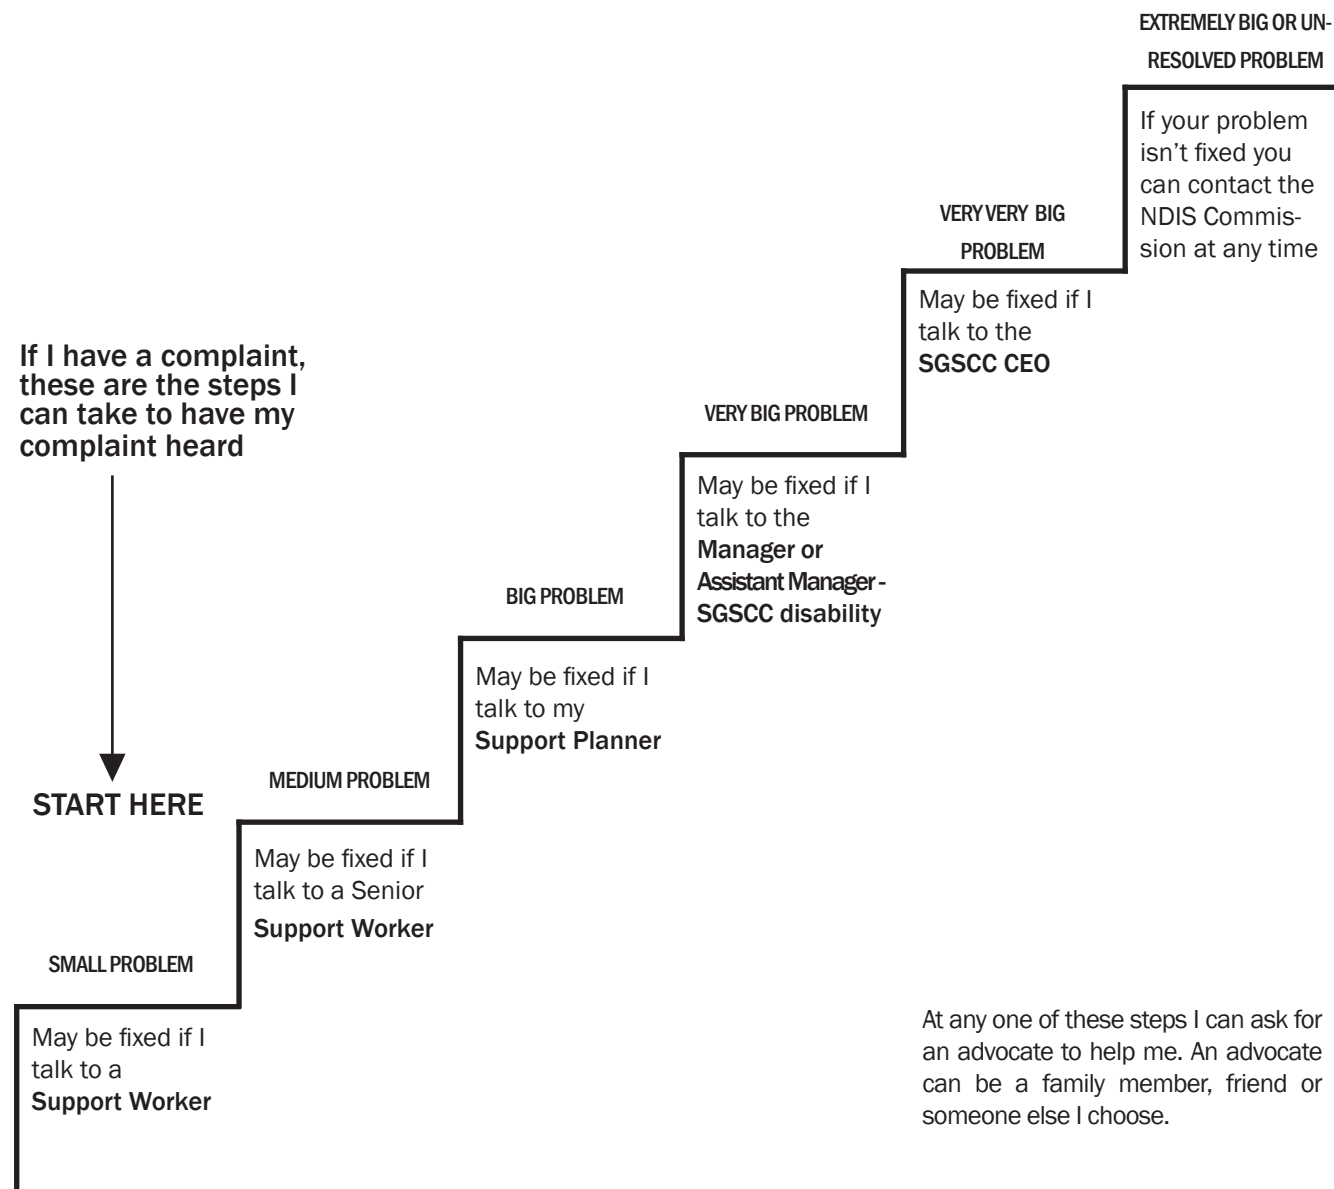 If I have a complaint,
these are the steps I
can take to have my
complaint heard
START HERE
SMALL PROBLEM
May be fixed if I
talk to a
Support Worker
MEDIUM PROBLEM
May be fixed if I
talk to a Senior
Support Worker
BIG PROBLEM
May be fixed if I
talk to my
Support Planner
VERY BIG PROBLEM
May be fixed if I
talk to the
Manager or
Assistant Manager -
SGSCC disability
VERY VERY BIG
PROBLEM
May be fixed if I
talk to the
SGSCC CEO
EXTREMELY BIG OR UN-
RESOLVED PROBLEM
If your problem
isn’t fixed you
can contact the
NDIS Commis-
sion at any time
At any one of these steps I can ask for
an advocate to help me. An advocate
can be a family member, friend or
someone else I choose.